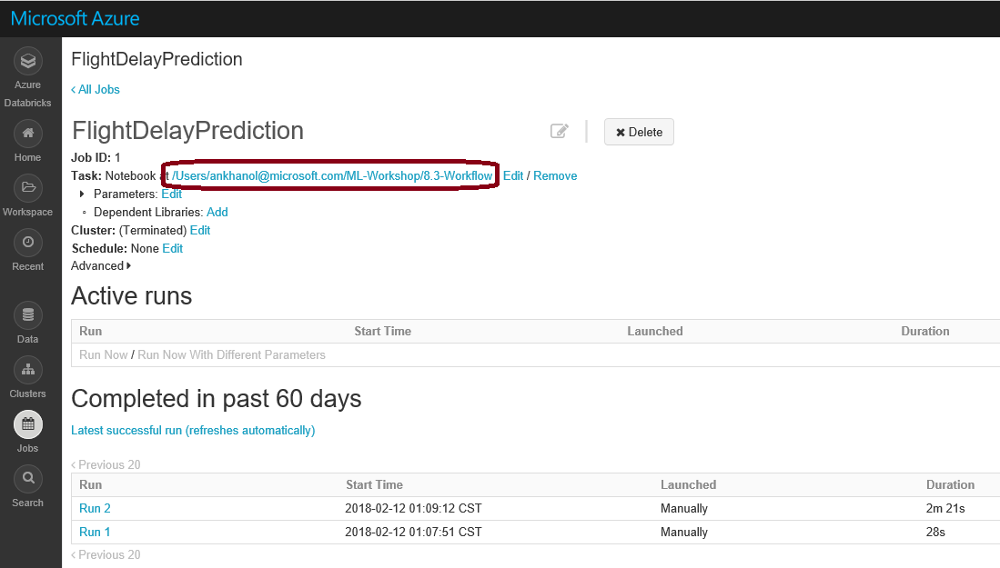 Microsoft Azure
Azure
Databricks
Home
Workspace
Recent
Data
Clusters
Jobs
Search
FlightDelayPrediction
‹ All Jobs
FlightDelayPrediction
Delete
Job ID: 1
Task: Notebook at /Users/ankhanol@microsoft.com/ML-Workshop/8.3-Workflow Edit / Remove
Parameters: Edit
Dependent Libraries: Add
Cluster: (Terminated) Edit
Schedule: None Edit
Advanced
Active runs
Run Start Time Launched Duration
Run Now / Run Now With Different Parameters
Completed in past 60 days
Latest successful run (refreshes automatically)
‹ Previous 20
Run Start Time Launched Duration
Run 2 2018-02-12 01:09:12 CST Manually 2m 21s
Run 1 2018-02-12 01:07:51 CST Manually 28s
‹ Previous 20